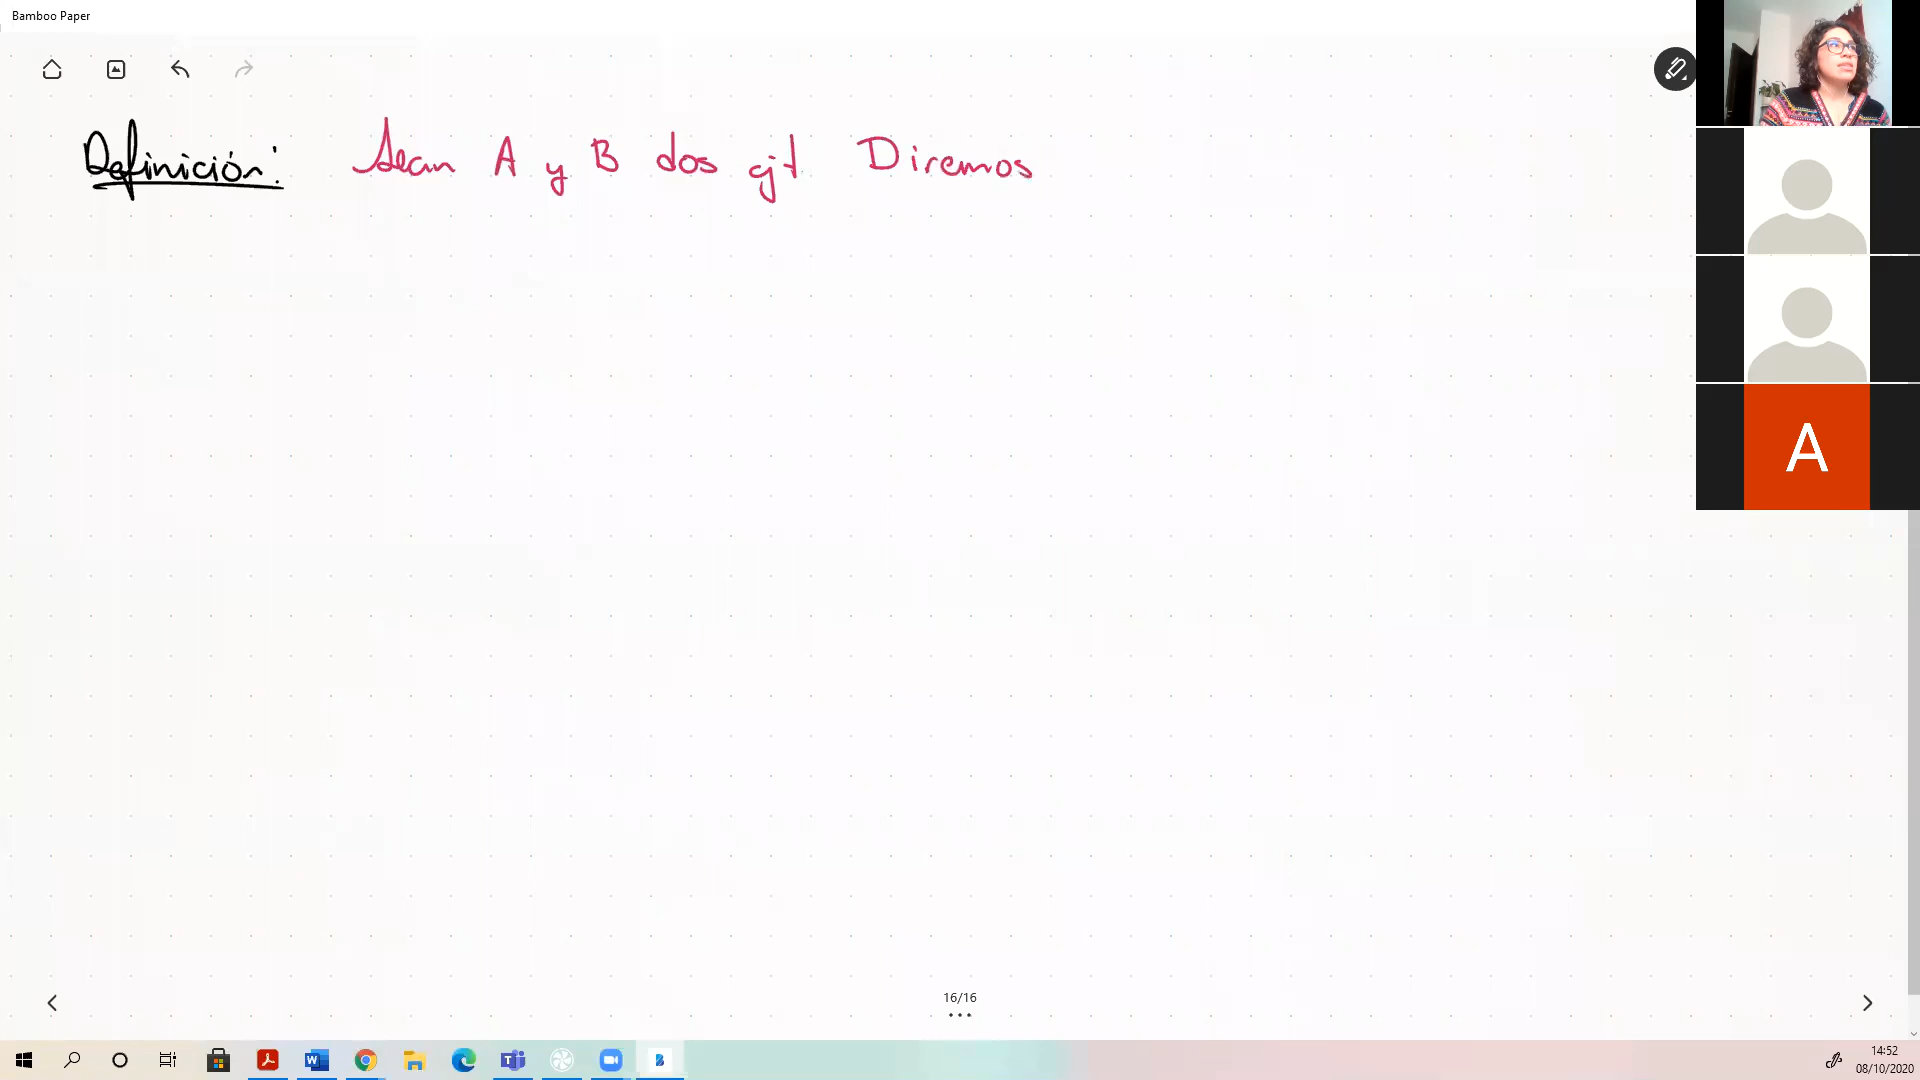 Bamboo Paper
Definición: Sean A y B dos cjt. Diremos
A
16/16
14:52
08/10/2020